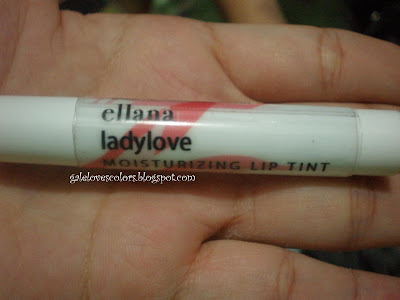 ellana
ladylove
MOISTURIZING LIP TINT
galelovescolors.blogspot.com